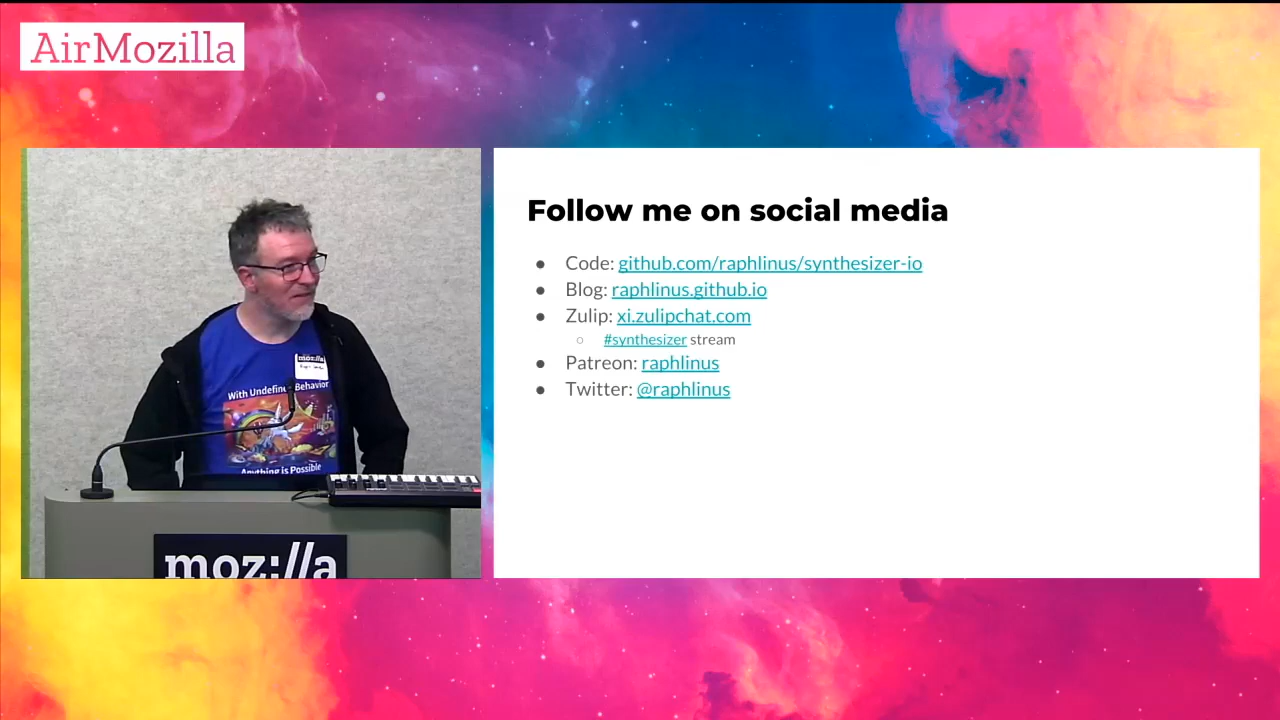 AirMozilla
Follow me on social media
● Code: github.com/raphlinus/synthesizer-io
● Blog: raphlinus.github.io
● Zulip: xi.zulipchat.com
○ #synthesizer stream
● Patreon: raphlinus
● Twitter: @raphlinus
moz://a
With Undefined Behavior
Anything is Possible
moz://a